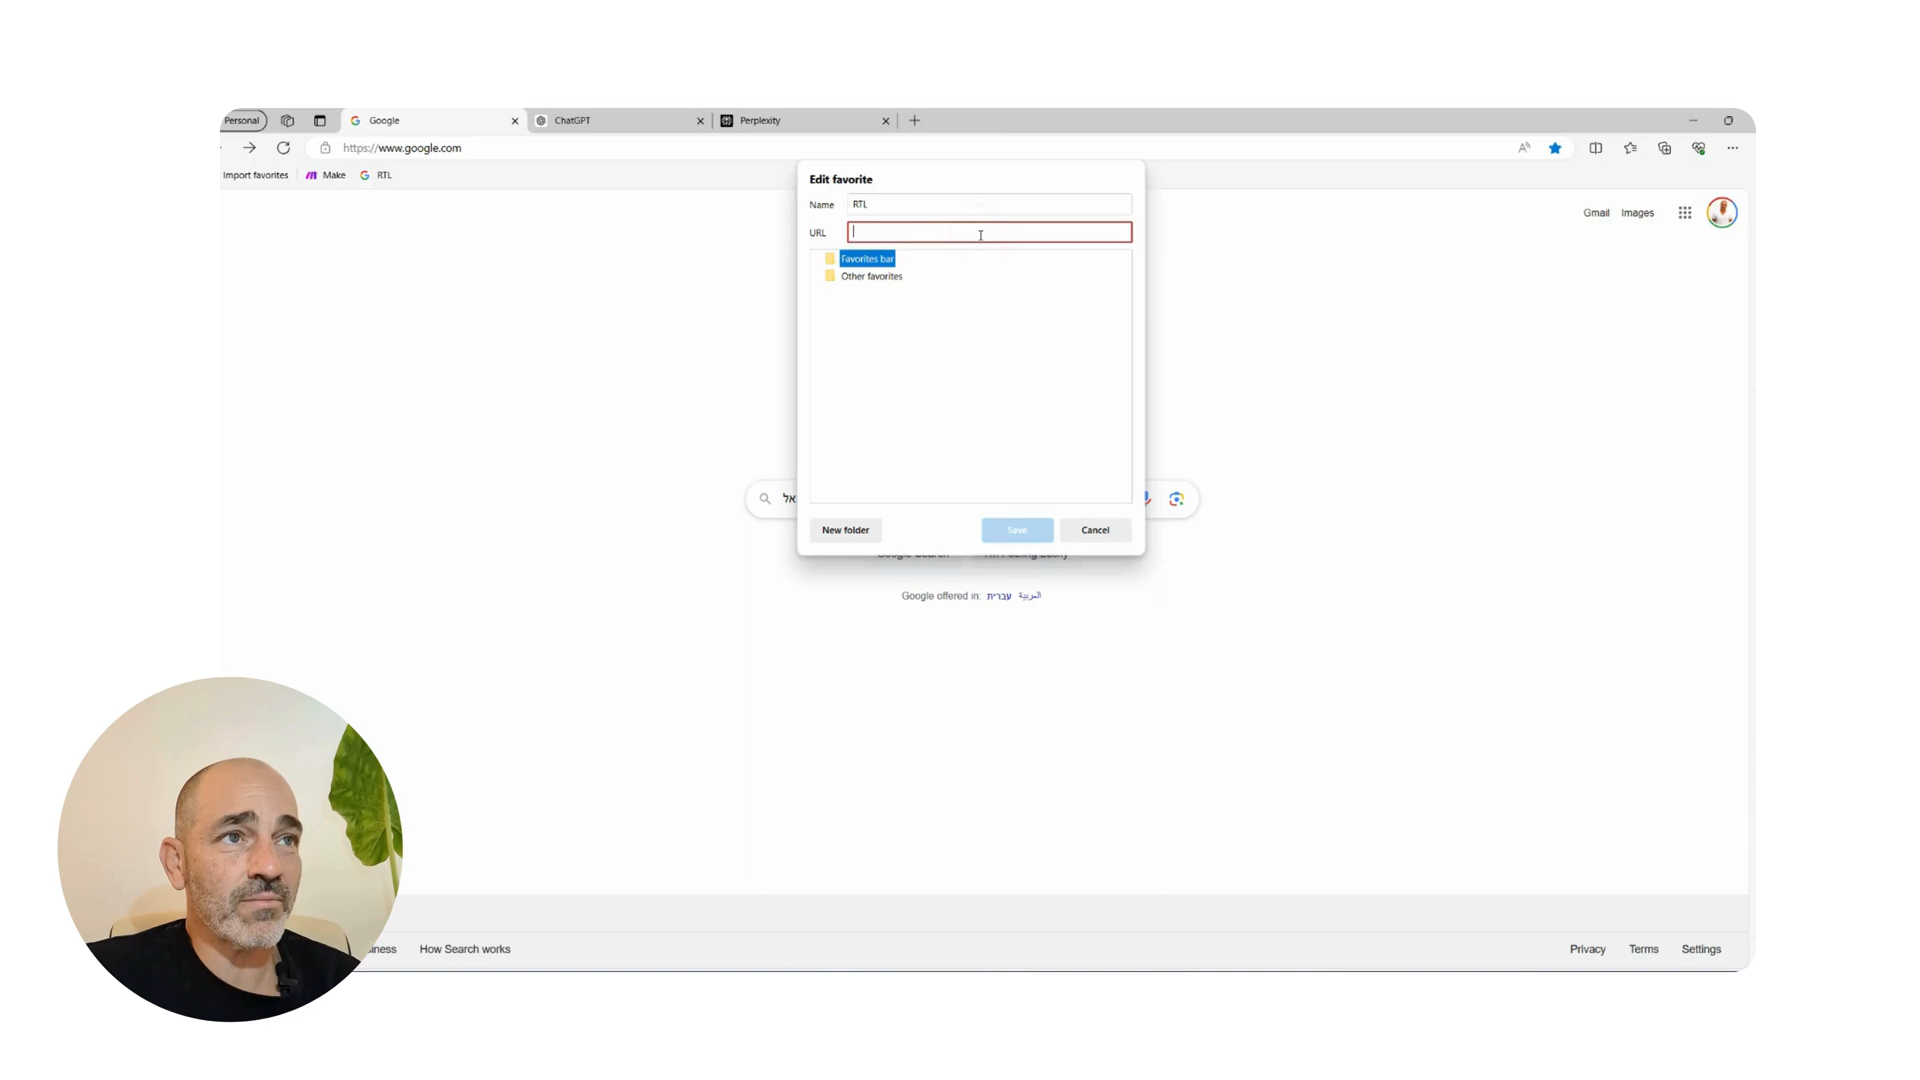 Personal
Google
ChatGPT
Perplexity
https://www.google.com
Import favorites
Make
RTL
Edit favorite
Name
RTL
URL
Favorites bar
Other favorites
Gmail
Images
אל
New folder
Save
Cancel
Google offered in: עברית العربية
How Search works
Privacy
Terms
Settings